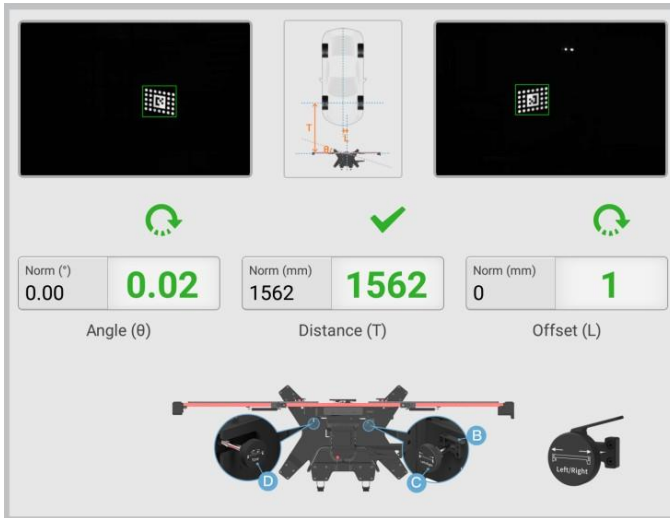 T
L
θ
Norm (°)
0.00
0.02
Norm (mm)
1562
1562
Norm (mm)
0
1
Angle (θ)
Distance (T)
Offset (L)
L
B
D
C
Left/Right